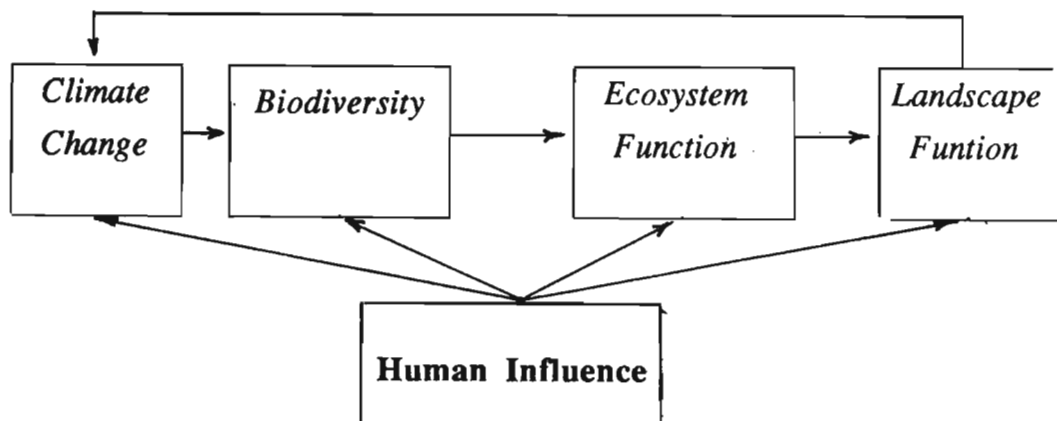 Climate
Change
Biodiversity
Ecosystem
Function
Landscape
Funtion
Human Influence